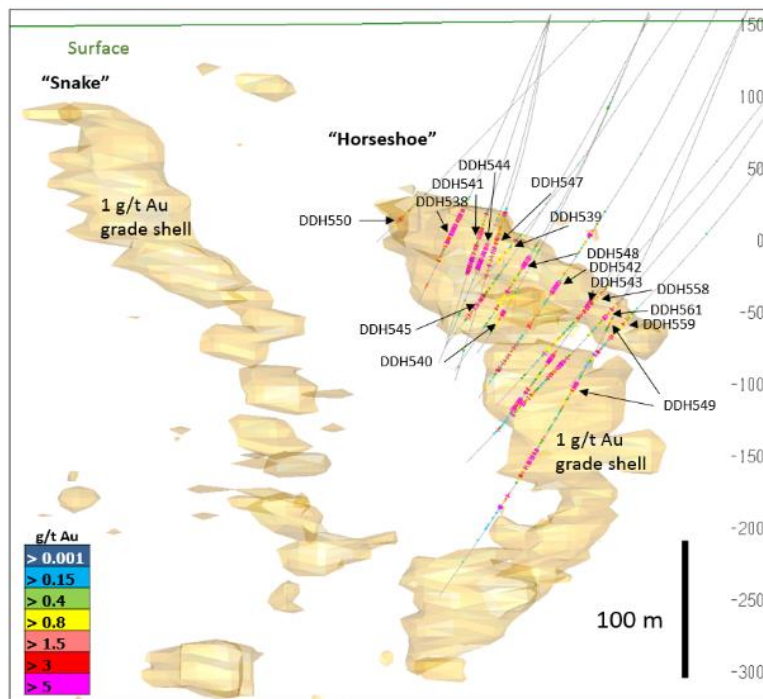 150
Surface
"Snake"
100
"Horseshoe"
DDH544
DDH541
DDH547
50
DDH538
DDH539
1 g/t Au
grade shell
DDH550
DDH548
0
DDH542
DDH543
DDH558
DDH545
DDH561
-50
DDH559
DDH540
DDH549
-100
1 g/t Au
grade shell
-150
-200
g/t Au
> 0.001
> 0.15
> 0.4
> 0.8
> 1.5
> 3
> 5
100 m
-250
-300